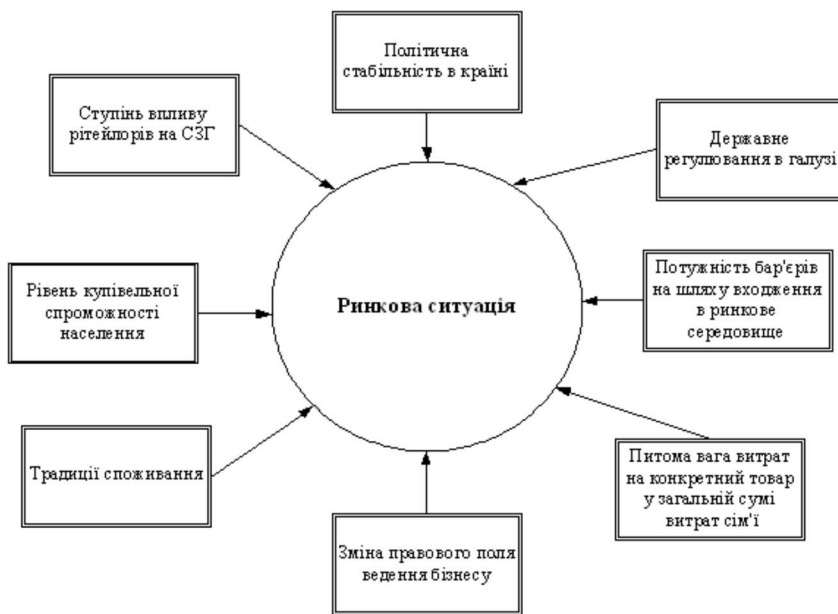 Політична
стабільність в країні
Ступінь впливу
рітейлорів на СЗГ
Державне
регулювання в галузі
Рівень купівельної
спроможності
населення
Ринкова ситуація
Потужність бар'єрів
на шляху входження
в ринкове
середовище
Традиції споживання
Питома вага витрат
на конкретний товар
у загальній сумі
витрат сім'ї
Зміна правового поля
ведення бізнесу